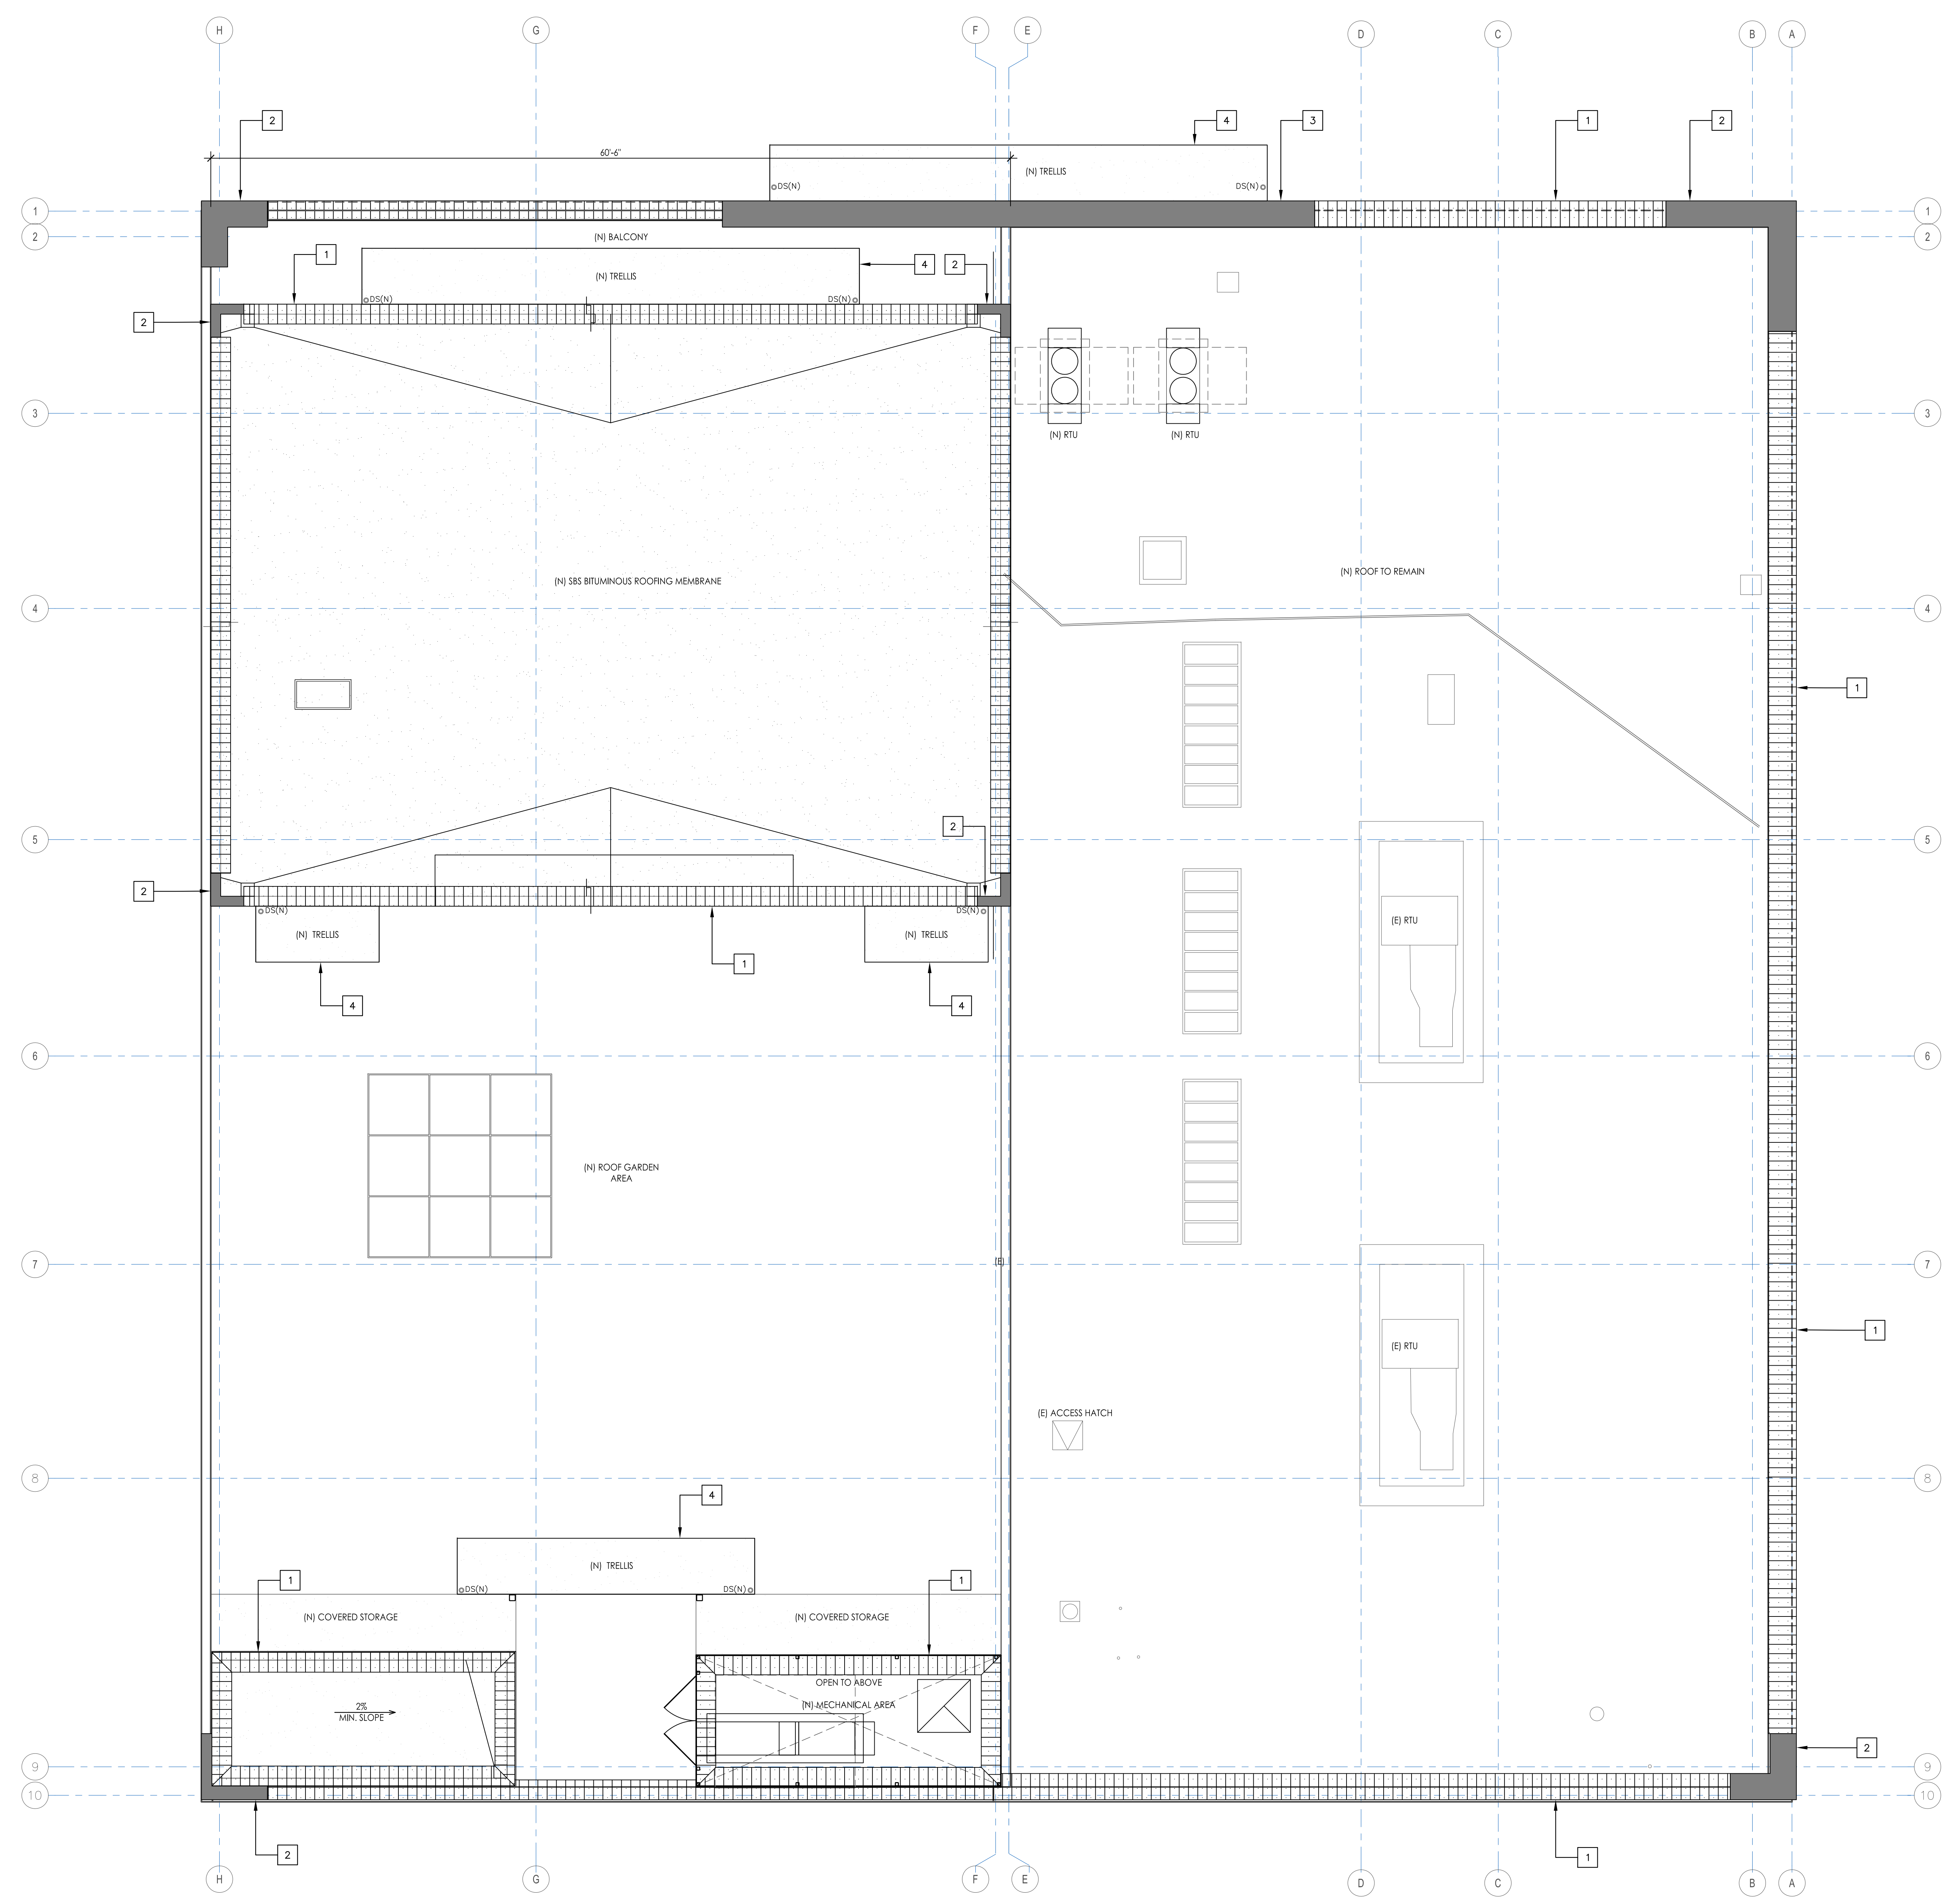 H
G
F
E
D
C
B
A
2
4
3
1
2
60'-6"
(N) TRELLIS
DS(N)
DS(N)
1
1
2
2
(N) BALCONY
1
4
2
(N) TRELLIS
DS(N)
DS(N)
2
3
3
(N) RTU
(N) RTU
(N) SBS BITUMINOUS ROOFING MEMBRANE
(N) ROOF TO REMAIN
4
4
1
2
5
5
2
DS(N)
DS(N)
(E) RTU
(N) TRELLIS
(N) TRELLIS
1
4
4
6
6
(N) ROOF GARDEN
AREA
7
(E)
7
1
(E) RTU
(E) ACCESS HATCH
8
8
4
(N) TRELLIS
1
1
DS(N)
DS(N)
(N) COVERED STORAGE
(N) COVERED STORAGE
OPEN TO ABOVE
2%
MIN. SLOPE
(N) MECHANICAL AREA
2
9
9
10
10
2
1
H
G
F
E
D
C
B
A